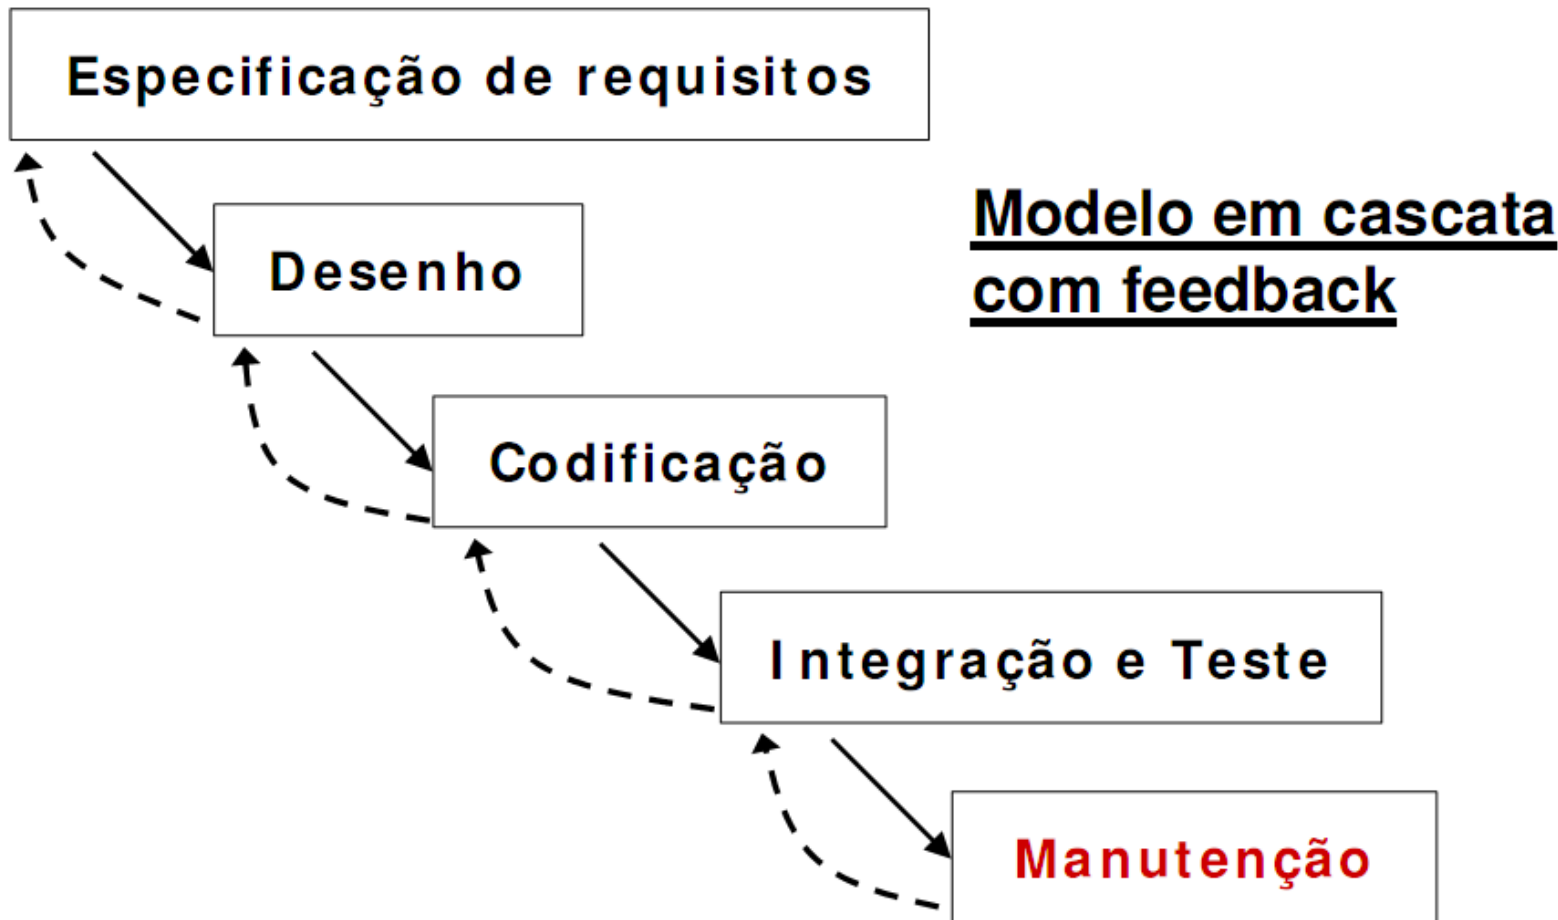 Especificação de requisitos
Modelo em cascata
com feedback
Desenho
Codificação
Integração e Teste
Manutenção